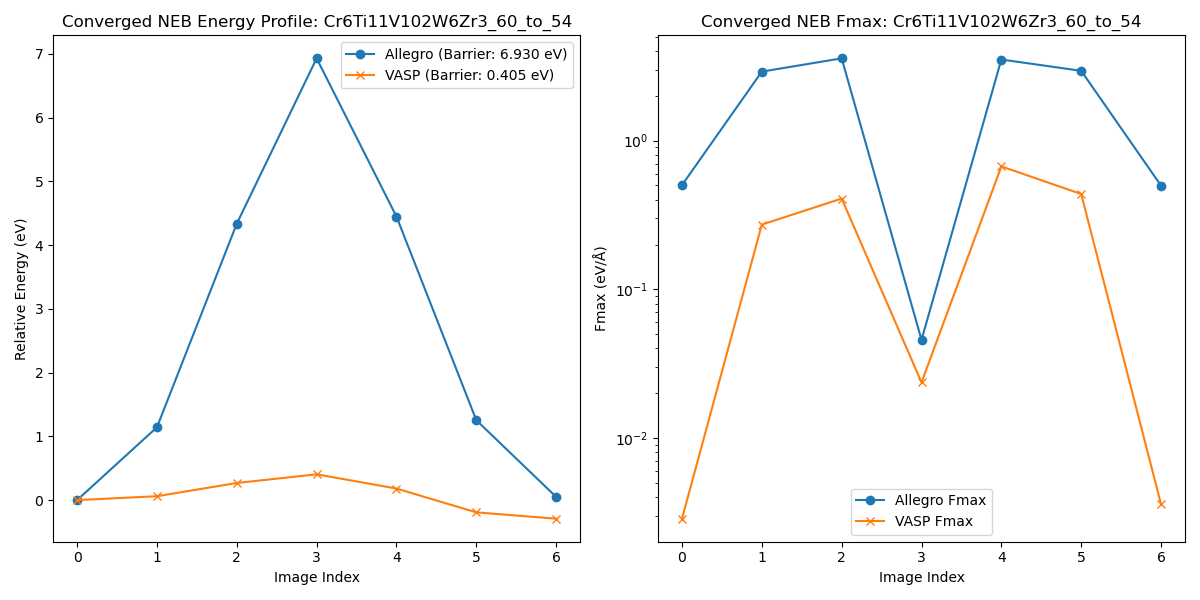 Converged NEB Energy Profile: Cr6Ti11V102W6Zr3_60_to_54
Allegro (Barrier: 6.930 eV)
VASP (Barrier: 0.405 eV)
Relative Energy (eV)
7
6
5
4
3
2
1
0
0 1 2 3 4 5 6
Image Index
Converged NEB Fmax: Cr6Ti11V102W6Zr3_60_to_54
Fmax (eV/Å)
10⁰
10⁻¹
10⁻²
Allegro Fmax
VASP Fmax
0 1 2 3 4 5 6
Image Index